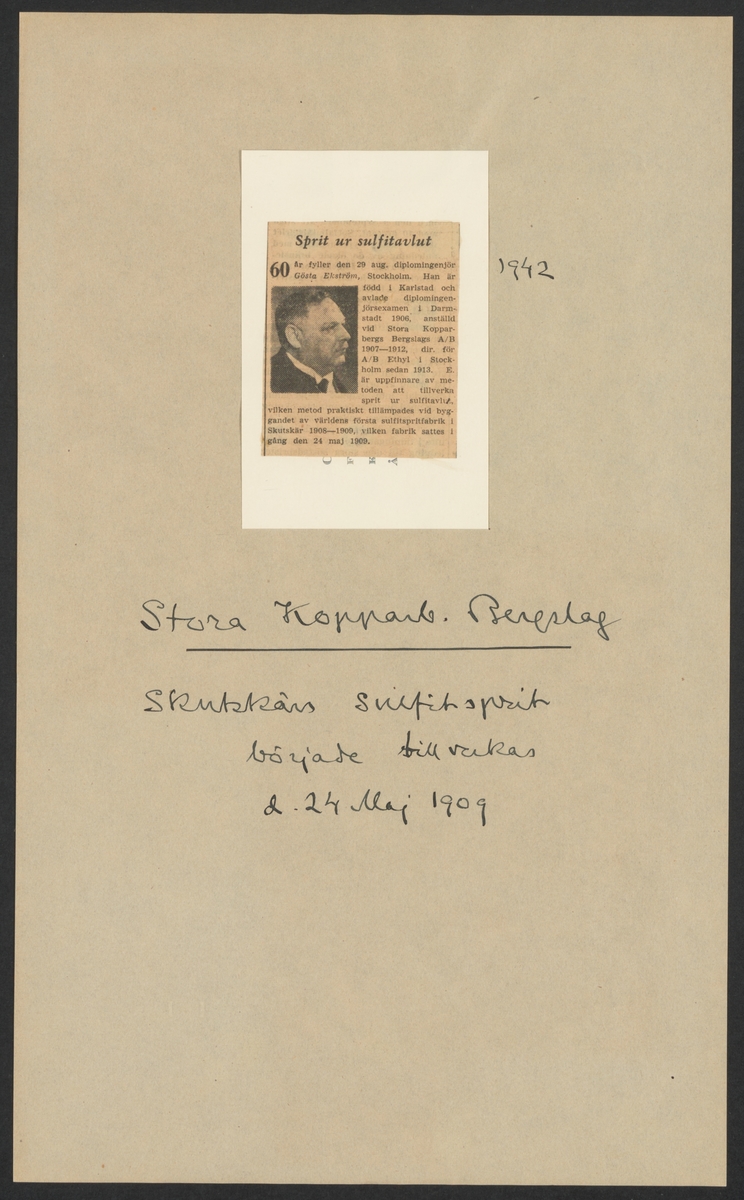 Sprit ur sulfitavlut
60 år fyller den 29 aug. diplomingenjör
Gösta Ekström, Stockholm. Han är
född i Karlstad och
avlade diplomingen-
jörsexamen i Darm-
stadt 1906, anställd
vid Stora Koppar-
bergs Bergslags A/B
1907—1912, dir. för
A/B Ethyl i Stock-
holm sedan 1913. E.
är uppfinnare av me-
toden att tillverka
sprit ur sulfitavlut,
vilken metod praktiskt tillämpades vid byg-
gandet av världens första sulfitspritfabrik i
Skutskär 1908—1909, vilken fabrik sattes i
gång den 24 maj 1909.
1942
Stora Kopparb. Bergslag
Skutskärs Sulfitsprit
började tillverkas
d. 24 Maj 1909